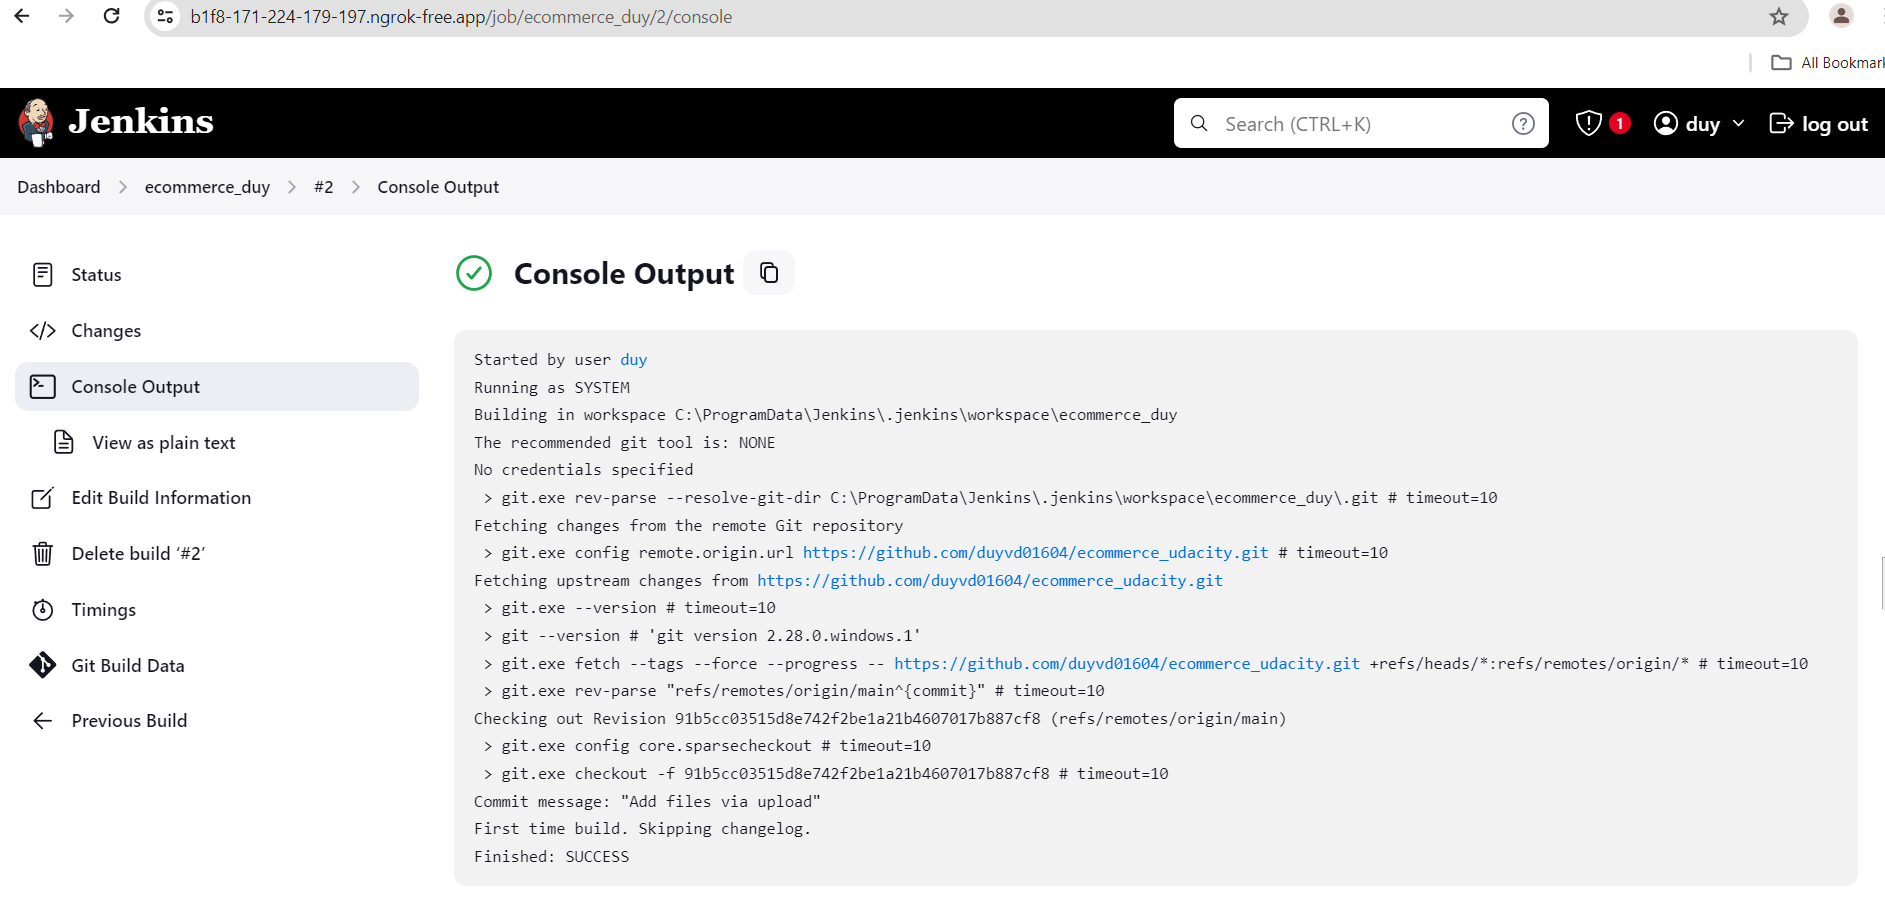 b1f8-171-224-179-197.ngrok-free.app/job/ecommerce_duy/2/console
All Bookmar
Jenkins
Search (CTRL+K)
1
duy
log out
Dashboard > ecommerce_duy > #2 > Console Output
Status
Changes
Console Output
View as plain text
Edit Build Information
Delete build ‘#2’
Timings
Git Build Data
Previous Build
Console Output
Started by user duy
Running as SYSTEM
Building in workspace C:\ProgramData\Jenkins\.jenkins\workspace\ecommerce_duy
The recommended git tool is: NONE
No credentials specified
> git.exe rev-parse --resolve-git-dir C:\ProgramData\Jenkins\.jenkins\workspace\ecommerce_duy\.git # timeout=10
Fetching changes from the remote Git repository
> git.exe config remote.origin.url https://github.com/duyvd01604/ecommerce_udacity.git # timeout=10
Fetching upstream changes from https://github.com/duyvd01604/ecommerce_udacity.git
> git.exe --version # timeout=10
> git --version # 'git version 2.28.0.windows.1'
> git.exe fetch --tags --force --progress -- https://github.com/duyvd01604/ecommerce_udacity.git +refs/heads/*:refs/remotes/origin/* # timeout=10
> git.exe rev-parse "refs/remotes/origin/main^{commit}" # timeout=10
Checking out Revision 91b5cc03515d8e742f2be1a21b4607017b887cf8 (refs/remotes/origin/main)
> git.exe config core.sparsecheckout # timeout=10
> git.exe checkout -f 91b5cc03515d8e742f2be1a21b4607017b887cf8 # timeout=10
Commit message: "Add files via upload"
First time build. Skipping changelog.
Finished: SUCCESS